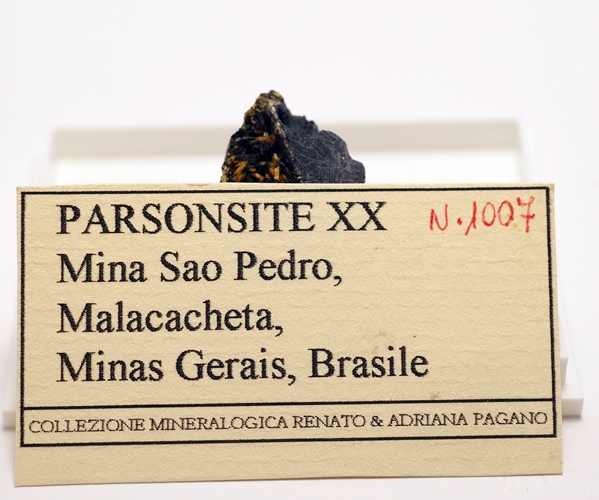 PARSONSITE XX N.1007
Mina Sao Pedro,
Malacacheta,
Minas Gerais, Brasile
COLLEZIONE MINERALOGICA RENATO & ADRIANA PAGANO